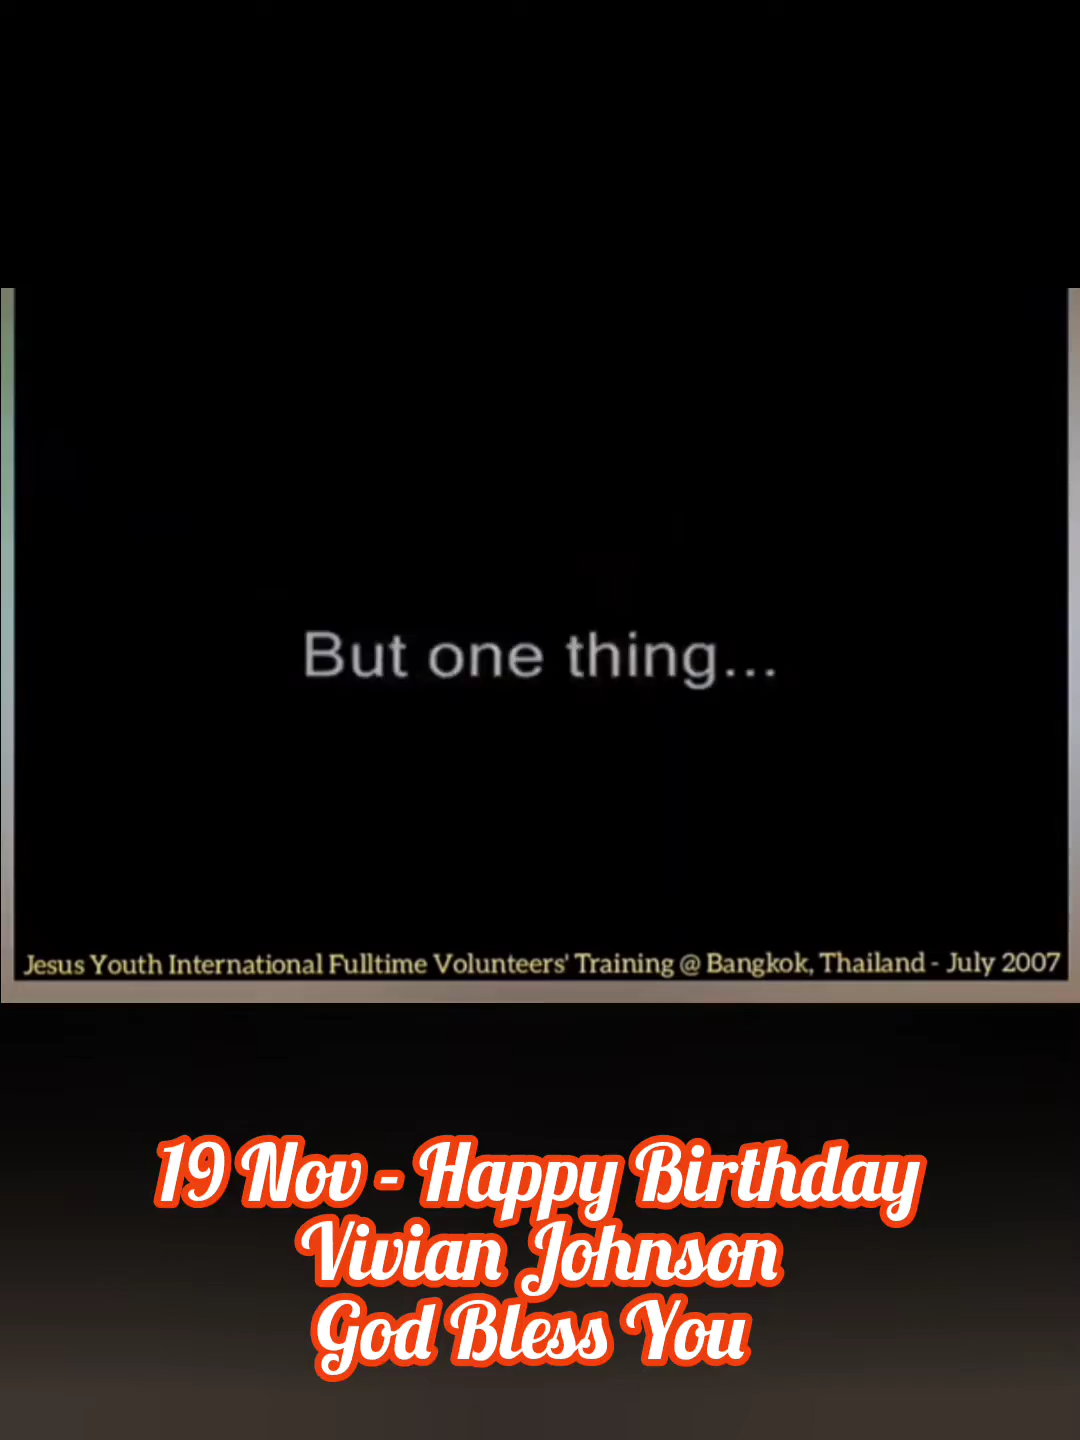 But one thing...
Jesus Youth International Fulltime Volunteers' Training @ Bangkok, Thailand - July 2007
19 Nov - Happy Birthday
Vivian Johnson
God Bless You